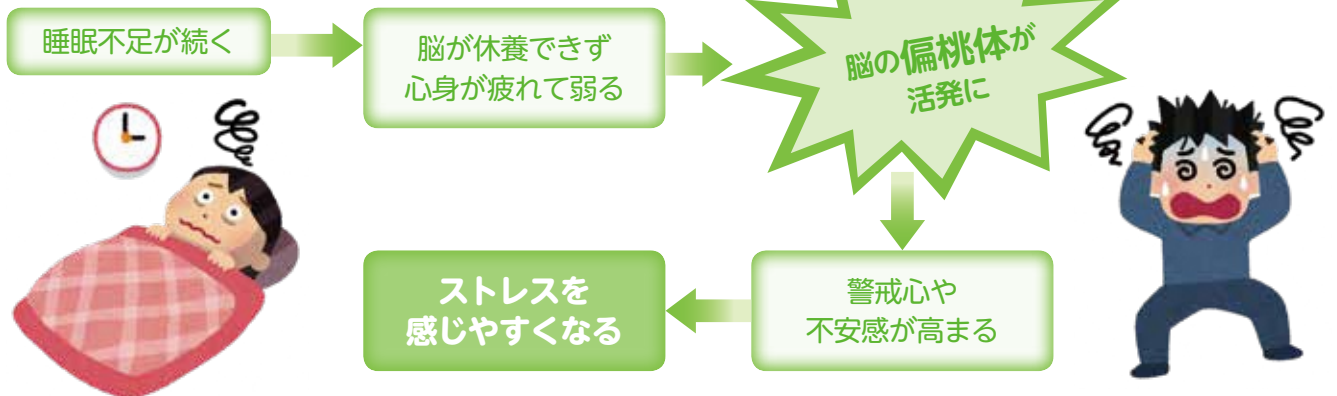 睡眠不足が続く
脳が休養できず
心身が疲れて弱る
脳の偏桃体が
活発に
警戒心や
不安感が高まる
ストレスを
感じやすくなる